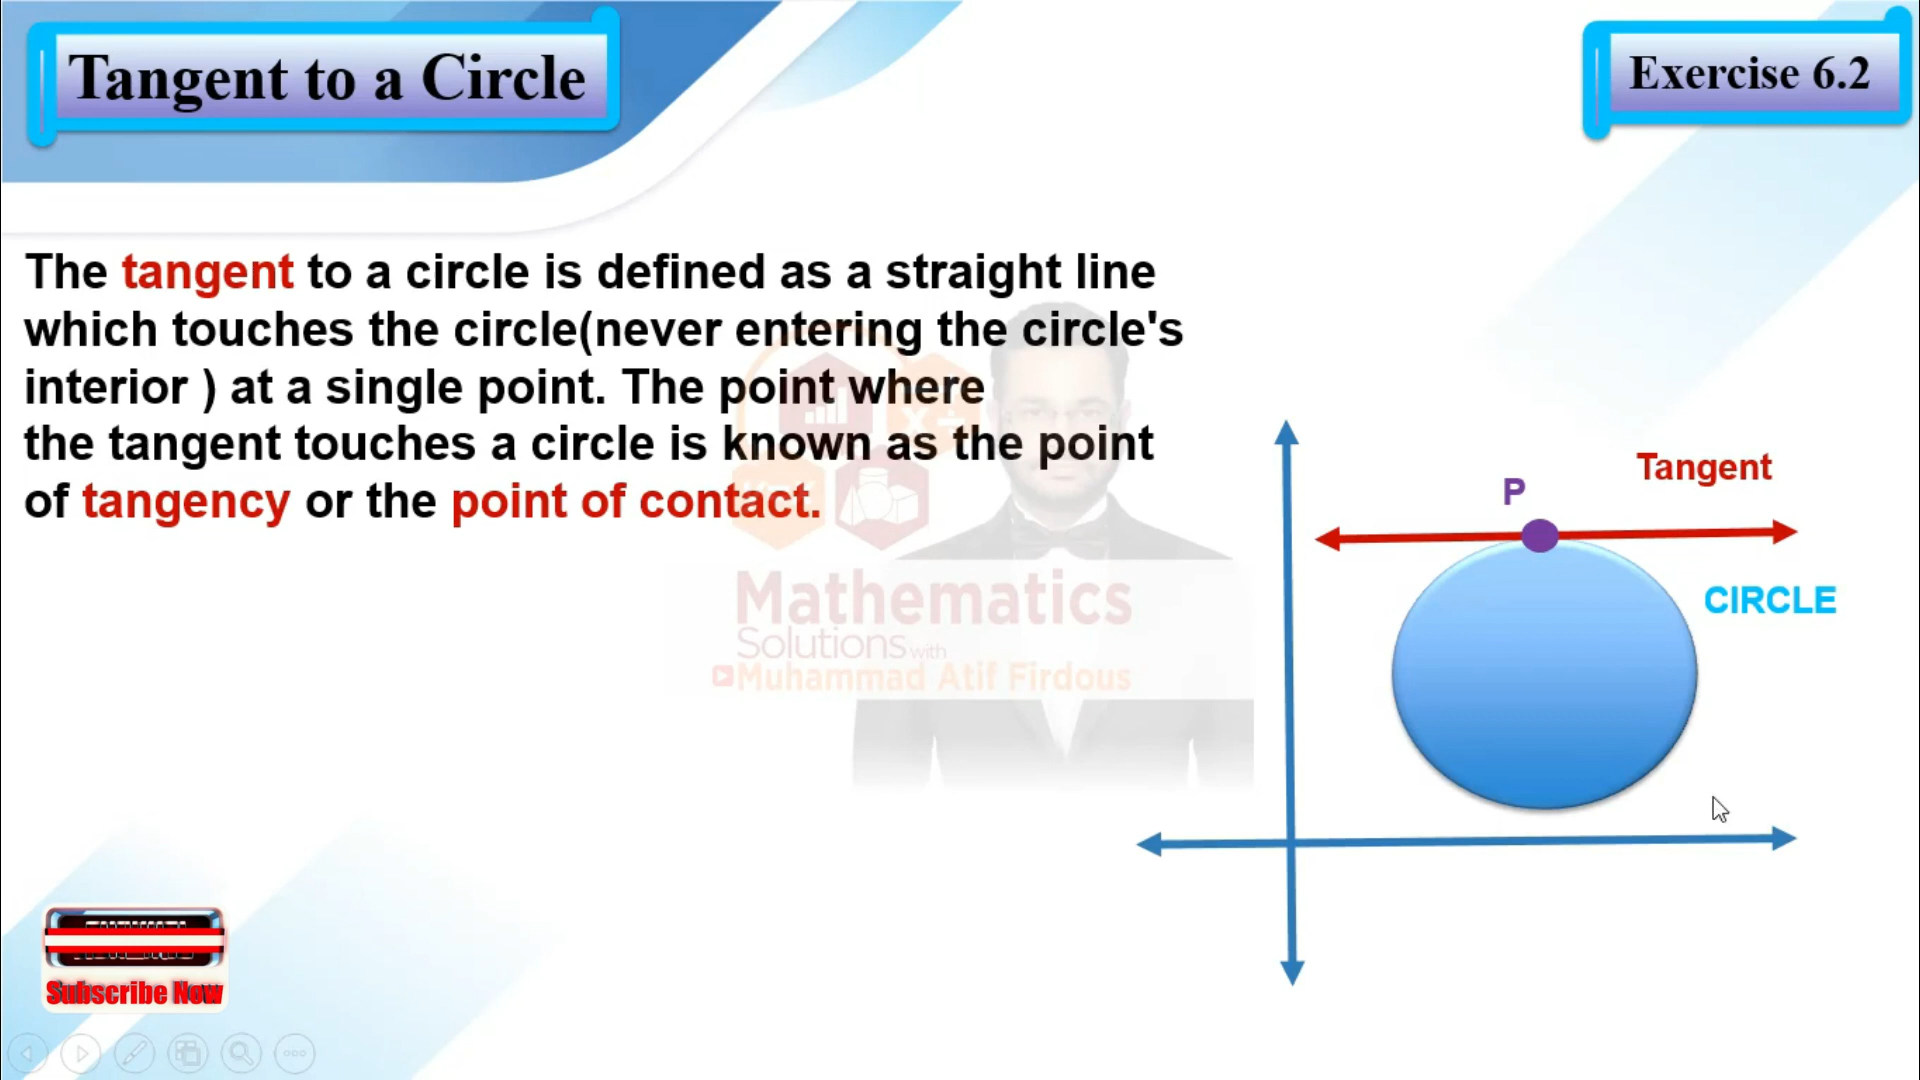 Tangent to a Circle
Exercise 6.2
The tangent to a circle is defined as a straight line
which touches the circle(never entering the circle's
interior ) at a single point. The point where
the tangent touches a circle is known as the point
of tangency or the point of contact.
Tangent
P
CIRCLE
Mathematics
Solutions with
Muhammad Atif Firdous
Subscribe Now